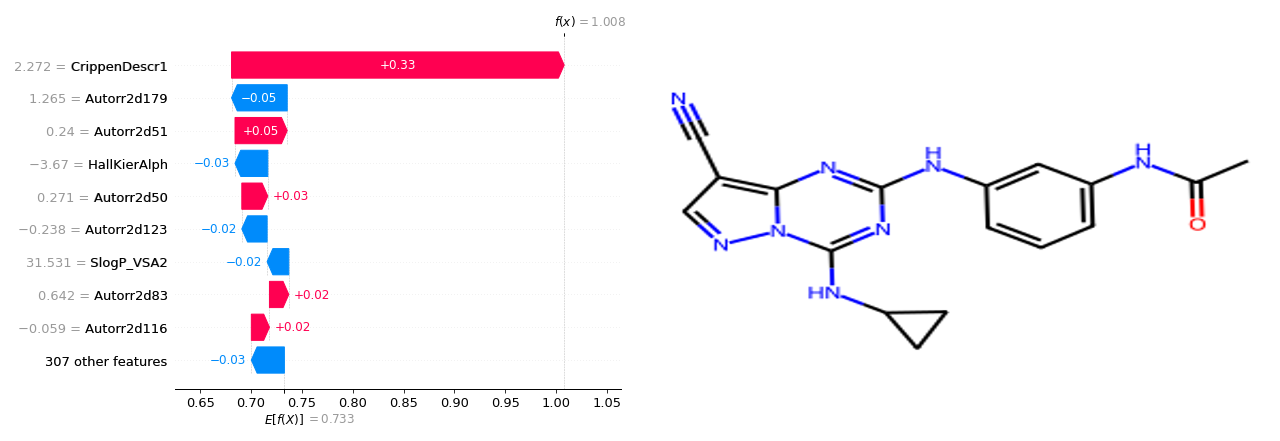 f(x) = 1.008
2.272 = CrippenDescr1
+0.33
1.265 = Autorr2d179
−0.05
0.24 = Autorr2d51
+0.05
−3.67 = HallKierAlph
−0.03
0.271 = Autorr2d50
+0.03
−0.238 = Autorr2d123
−0.02
31.531 = SlogP_VSA2
−0.02
0.642 = Autorr2d83
+0.02
−0.059 = Autorr2d116
+0.02
307 other features
−0.03
0.65 0.70 0.75 0.80 0.85 0.90 0.95 1.00 1.05
E[f(X)] = 0.733
N
N
H
N
H
N
N
N
N
O
HN